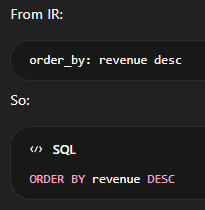 From IR:
order_by: revenue desc
So:
</> SQL
ORDER BY revenue DESC